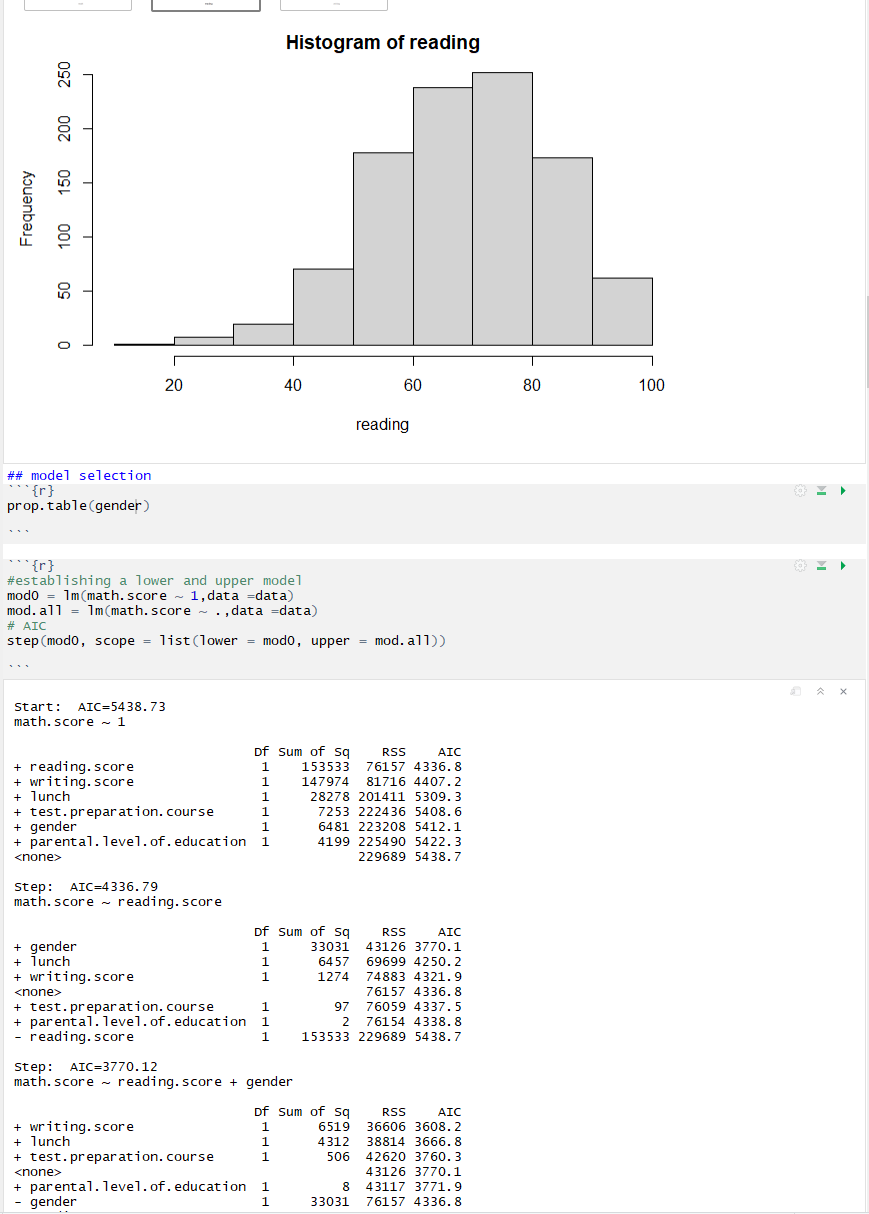 Histogram of reading
250
200
150
100
50
0
Frequency
20 40 60 80 100
reading
## model selection
```{r}
prop.table(gender)
```
```{r}
#establishing a lower and upper model
mod0 = lm(math.score ~ 1,data =data)
mod.all = lm(math.score ~ .,data =data)
# AIC
step(mod0, scope = list(lower = mod0, upper = mod.all))
```
Start:  AIC=5438.73
math.score ~ 1
                              Df Sum of Sq    RSS    AIC
+ reading.score                1    153533  76157 4336.8
+ writing.score                1    147974  81716 4407.2
+ lunch                        1     28278 201411 5309.3
+ test.preparation.course      1      7253 222436 5408.6
+ gender                       1      6481 223208 5412.1
+ parental.level.of.education  1      4199 225490 5422.3
<none>                                     229689 5438.7
Step:  AIC=4336.79
math.score ~ reading.score
                              Df Sum of Sq    RSS    AIC
+ gender                       1     33031  43126 3770.1
+ lunch                        1      6457  69699 4250.2
+ writing.score                1      1274  74883 4321.9
<none>                                      76157 4336.8
+ test.preparation.course      1        97  76059 4337.5
+ parental.level.of.education  1         2  76154 4338.8
- reading.score                1    153533 229689 5438.7
Step:  AIC=3770.12
math.score ~ reading.score + gender
                              Df Sum of Sq    RSS    AIC
+ writing.score                1      6519  36606 3608.2
+ lunch                        1      4312  38814 3666.8
+ test.preparation.course      1       506  42620 3760.3
<none>                                      43126 3770.1
+ parental.level.of.education  1         8  43117 3771.9
- gender                       1     33031  76157 4336.8